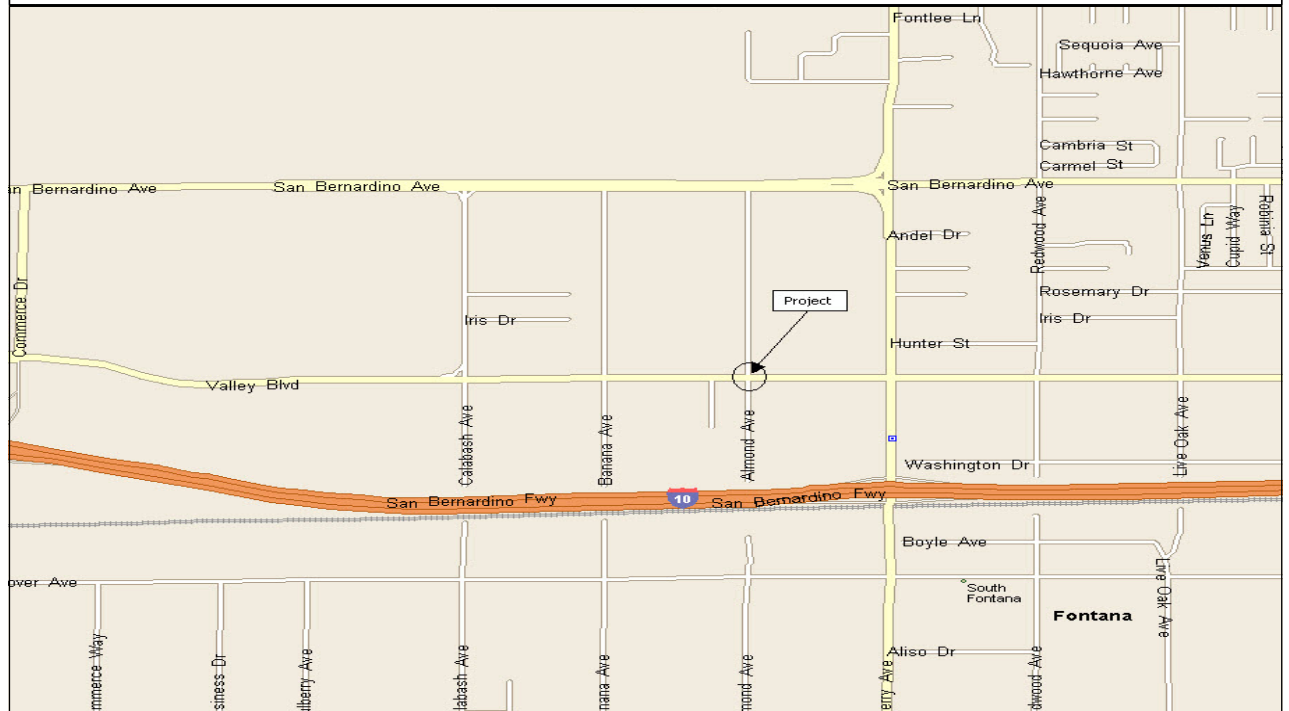 Fontlee Ln
Sequoia Ave
Hawthorne Ave
Cambria St
Carmel St
n Bernardino Ave
San Bernardino Ave
San Bernardino Ave
Redwood Ave
Venus Ln
Cupid Way
Robinia St
Andel Dr
Commerce Dr
Project
Rosemary Dr
Iris Dr
Iris Dr
Hunter St
Valley Blvd
Calabash Ave
Banana Ave
Almond Ave
Live Oak Ave
Washington Dr
San Bernardino Fwy
10
San Bernardino Fwy
Boyle Ave
over Ave
South
Fontana
Live Oak Ave
Fontana
mmerce Way
siness Dr
lberry Ave
labash Ave
nana Ave
mond Ave
erry Ave
Aliso Dr
dwood Ave